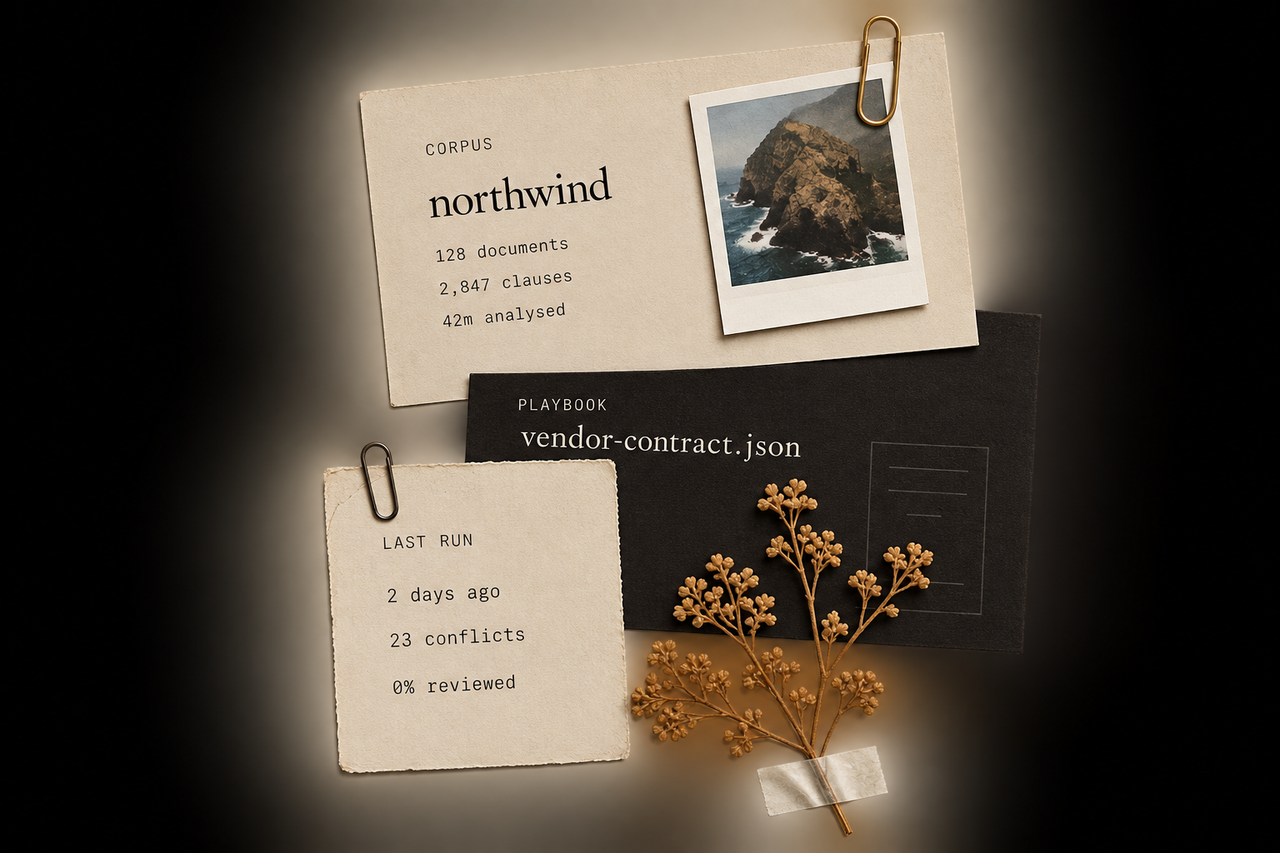 CORPUS
northwind
128 documents
2,847 clauses
42m analysed
PLAYBOOK
vendor-contract.json
LAST RUN
2 days ago
23 conflicts
0% reviewed